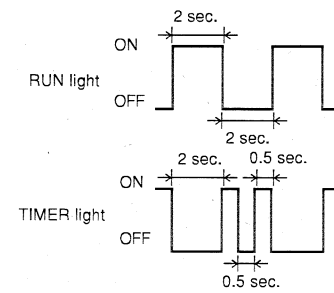 2 sec.
ON
RUN light
OFF
2 sec.
2 sec.
0.5 sec.
ON
TIMER light
OFF
0.5 sec.